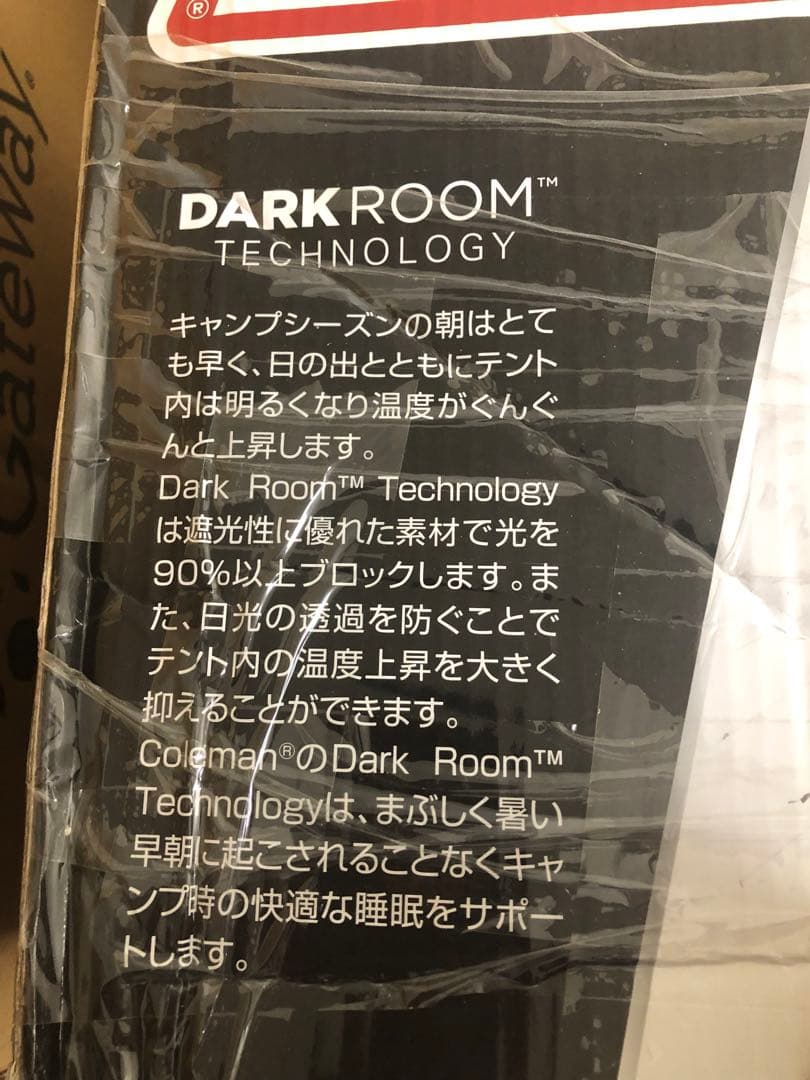 ®
Gateway
DARKROOM™
TECHNOLOGY
キャンプシーズンの朝はとて
も早く、日の出とともにテント
内は明るくなり温度がぐんぐ
んと上昇します。
Dark Room™ Technology
は遮光性に優れた素材で光を
90%以上ブロックします。ま
た、日光の透過を防ぐことで
テント内の温度上昇を大きく
抑えることができます。
Coleman®のDark Room™
Technologyは、まぶしく暑い
早朝に起こされることなくキャ
ンプ時の快適な睡眠をサポー
トします。